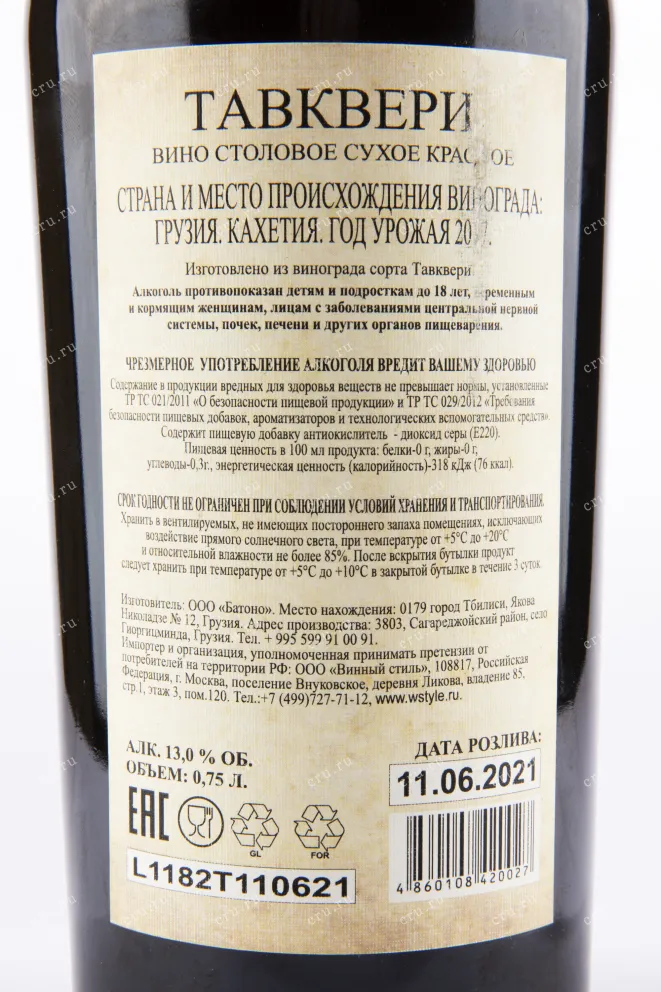 ТАВКВЕРИ
ВИНО СТОЛОВОЕ СУХОЕ
СТРАНА И МЕСТО ПРОИСХОЖДЕНИЯ ВИНОГРАДА:
ГРУЗИЯ. КАХЕТИЯ. ГОД УРОЖАЯ
Изготовлено из винограда сорта Тавквери
Алкоголь противопоказан детям и подросткам до 18 лет,
и кормящим женщинам, лицам с заболеваниями центральной нервной
системы, почек, печени и других органов пищеварения.
ЧРЕЗМЕРНОЕ УПОТРЕБЛЕНИЕ АЛКОГОЛЯ ВРЕДИТ ВАШЕМУ ЗДОРОВЬЮ
Содержание в продукции вредных для здоровья веществ не превышает нормы, установленные
ТР ТС 021/2011 «О безопасности пищевой продукции» и ТР ТС 029/2012 «Требования
безопасности пищевых добавок, ароматизаторов и технологических вспомогательных средств»
Содержит пищевую добавку антиокислитель - диоксид серы (Е220).
Пищевая ценность в 100 мл продукта: белки-0 г, жиры-0 г,
углеводы-0,3г., энергетическая ценность (калорийность)-318 кДж (76 ккал).
СРОК ГОДНОСТИ НЕ ОГРАНИЧЕН ПРИ СОБЛЮДЕНИИ УСЛОВИЙ ХРАНЕНИЯ И ТРАНСПОРТИРОВАНИЯ.
Хранить в вентилируемых, не имеющих постороннего запаха помещениях, исключающих
воздействие прямого солнечного света, при температуре от +5°С до +20°С
и относительной влажности не более 85%. После вскрытия бутылки продукт
следует хранить при температуре от +5°С до +10°С в закрытой бутылке в течение 3 суток.
Изготовитель: ООО «Батоно». Место нахождения: 0179 город Тбилиси, Якова
Николадзе № 12, Грузия. Адрес производства: 3803, Сагареджойский район, село
Гиоргицминда, Грузия. Тел. + 995 599 91 00 91.
Импортер и организация, уполномоченная принимать претензии от
потребителей на территории РФ: ООО «Винный стиль», 108817, Российская
Федерация, г. Москва, поселение Внуковское, деревня Ликова, владение 85,
стр.1, этаж 3, пом.120. Тел.:+7 (499)727-71-12, www.wstyle.ru.
АЛК. 13,0 % ОБ.
ОБЪЕМ: 0,75 Л.
ДАТА РОЗЛИВА:
11.06.2021
EAC
GL
FOR
L1182T110621
4 860108 420027
cru.ru